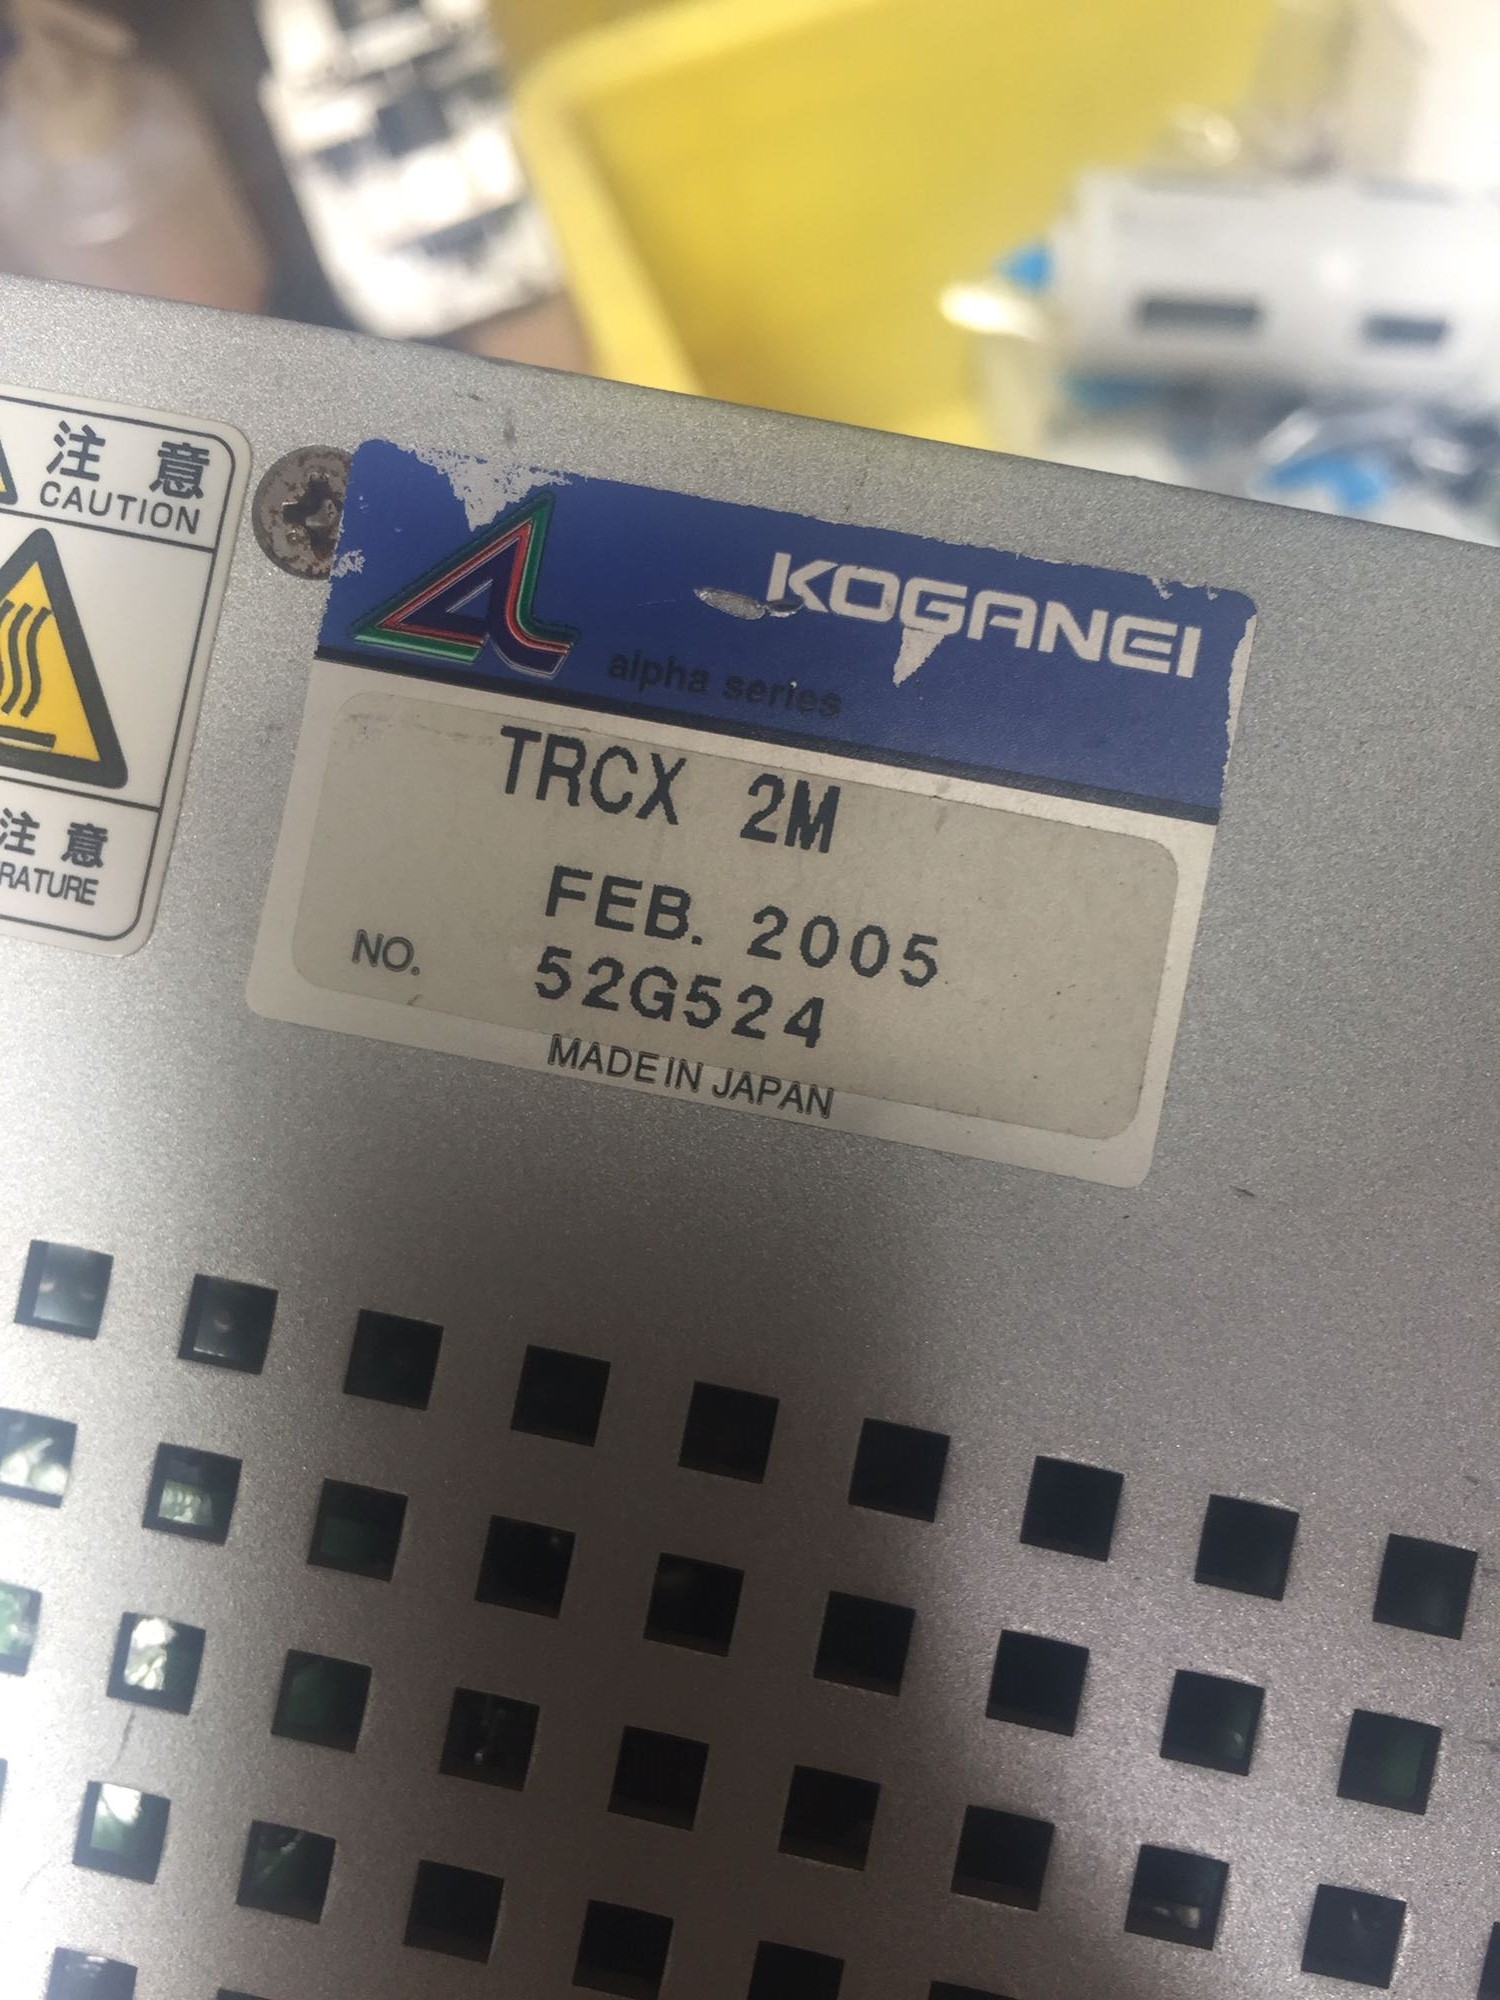 注 意
CAUTION
注 意
RATURE
KOGANEI
alpha series
TRCX 2M
FEB. 2005
NO. 52G524
MADE IN JAPAN